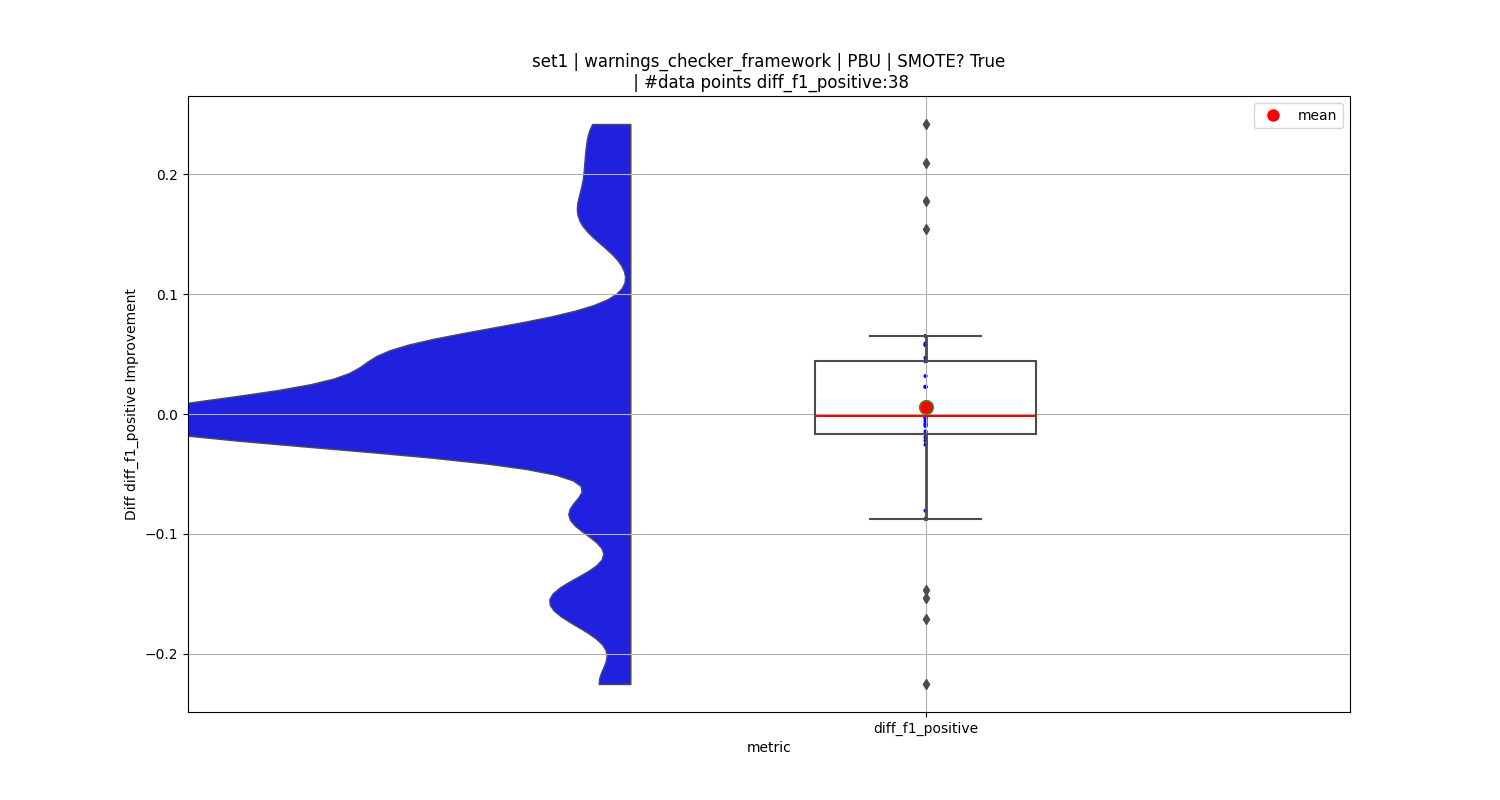 set1 | warnings_checker_framework | PBU | SMOTE? True
| #data points diff_f1_positive:38
mean
0.2
0.1
0.0
−0.1
−0.2
Diff diff_f1_positive Improvement
diff_f1_positive
metric